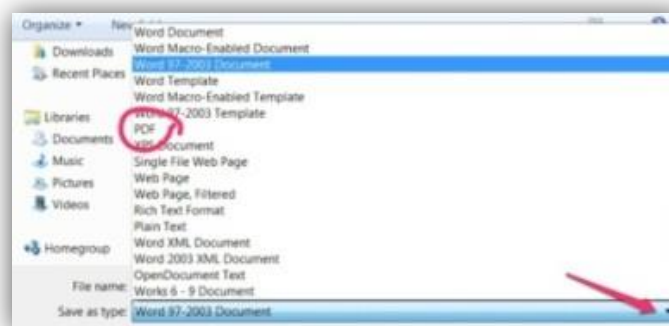 Organize
Downloads
Recent Places
Libraries
Documents
Music
Pictures
Videos
Homegroup
Word Document
Word Macro-Enabled Document
Word 97-2003 Document
Word Template
Word Macro-Enabled Template
Word 97-2003 Template
PDF
XPS Document
Single File Web Page
Web Page
Web Page, Filtered
Rich Text Format
Plain Text
Word XML Document
Word 2003 XML Document
OpenDocument Text
Works 6 - 9 Document
File name:
Save as type: Word 97-2003 Document